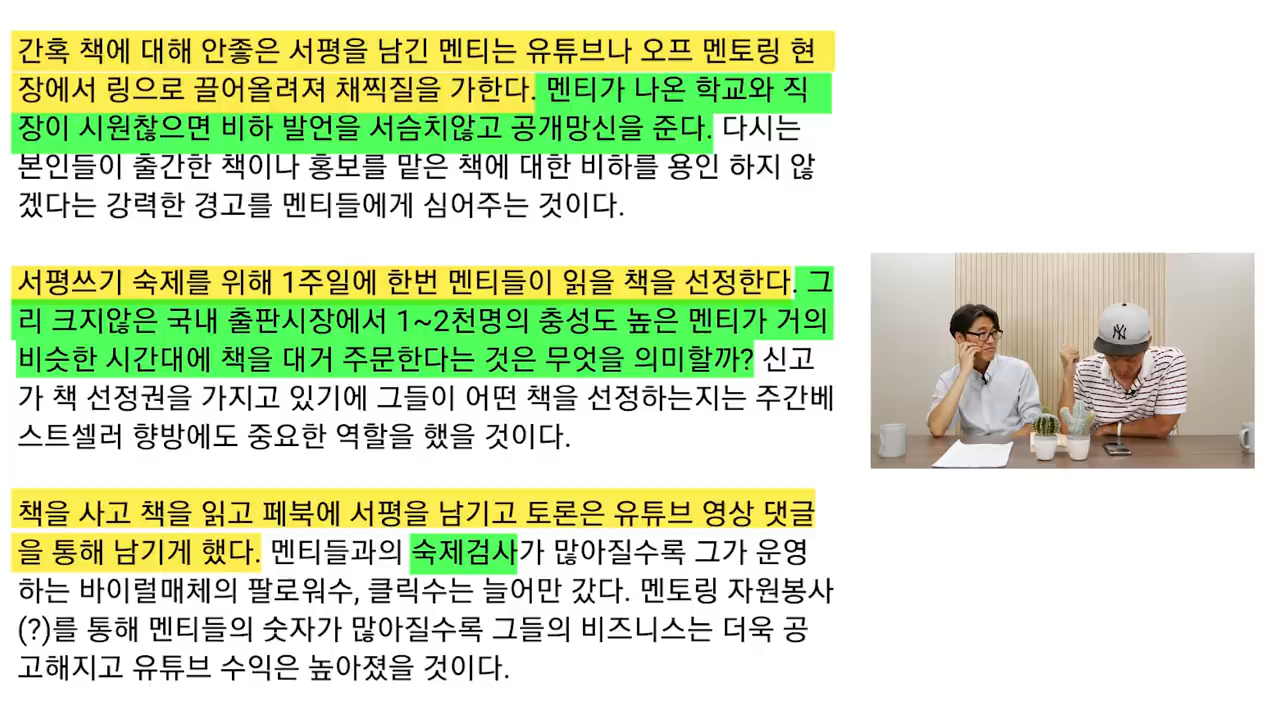 간혹 책에 대해 안좋은 서평을 남긴 멘티는 유튜브나 오프 멘토링 현
장에서 링으로 끌어올려져 채찍질을 가한다. 멘티가 나온 학교와 직
장이 시원찮으면 비하 발언을 서슴치않고 공개망신을 준다. 다시는
본인들이 출간한 책이나 홍보를 맡은 책에 대한 비하를 용인 하지 않
겠다는 강력한 경고를 멘티들에게 심어주는 것이다.
서평쓰기 숙제를 위해 1주일에 한번 멘티들이 읽을 책을 선정한다. 그
리 크지않은 국내 출판시장에서 1~2천명의 충성도 높은 멘티가 거의
비슷한 시간대에 책을 대거 주문한다는 것은 무엇을 의미할까? 신고
가 책 선정권을 가지고 있기에 그들이 어떤 책을 선정하는지는 주간베
스트셀러 향방에도 중요한 역할을 했을 것이다.
책을 사고 책을 읽고 페북에 서평을 남기고 토론은 유튜브 영상 댓글
을 통해 남기게 했다. 멘티들과의 숙제검사가 많아질수록 그가 운영
하는 바이럴매체의 팔로워수, 클릭수는 늘어만 갔다. 멘토링 자원봉사
(?)를 통해 멘티들의 숫자가 많아질수록 그들의 비즈니스는 더욱 공
고해지고 유튜브 수익은 높아졌을 것이다.
NY